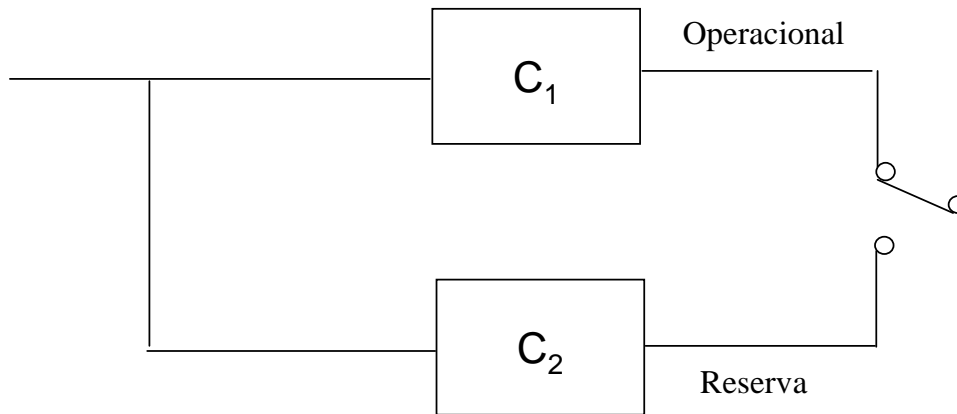 Operacional
C₁
C₂
Reserva